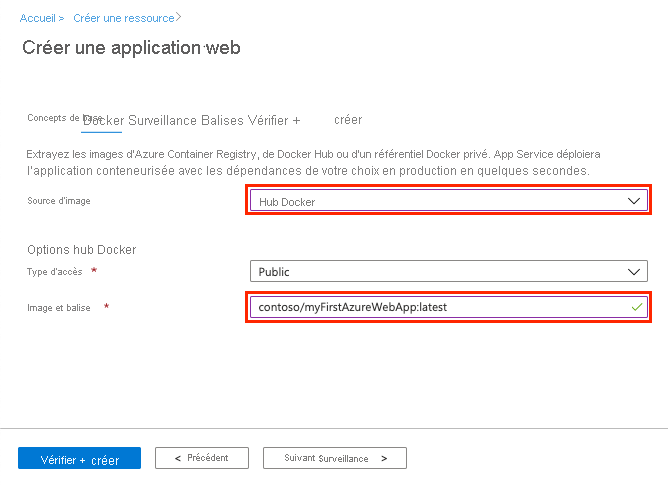 Accueil > Créer une ressource>
Créer une application web
Concepts de base Docker Surveillance Balises Vérifier + créer
Extrayez les images d'Azure Container Registry, de Docker Hub ou d'un référentiel Docker privé. App Service déploiera
l'application conteneurisée avec les dépendances de votre choix en production en quelques secondes.
Source d'image Hub Docker
Options hub Docker
Type d'accès * Public
Image et balise * contoso/myFirstAzureWebApp:latest
Vérifier + créer < Précédent Suivant Surveillance >